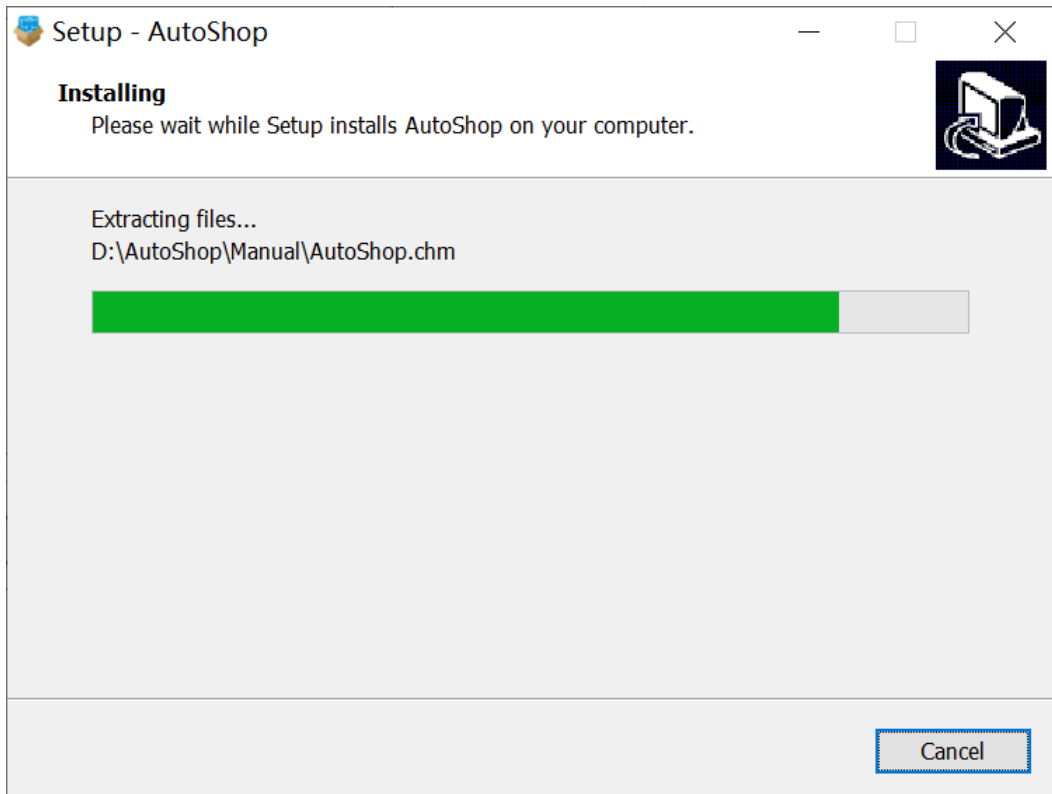 Setup - AutoShop
Installing
Please wait while Setup installs AutoShop on your computer.
Extracting files...
D:\AutoShop\Manual\AutoShop.chm
Cancel